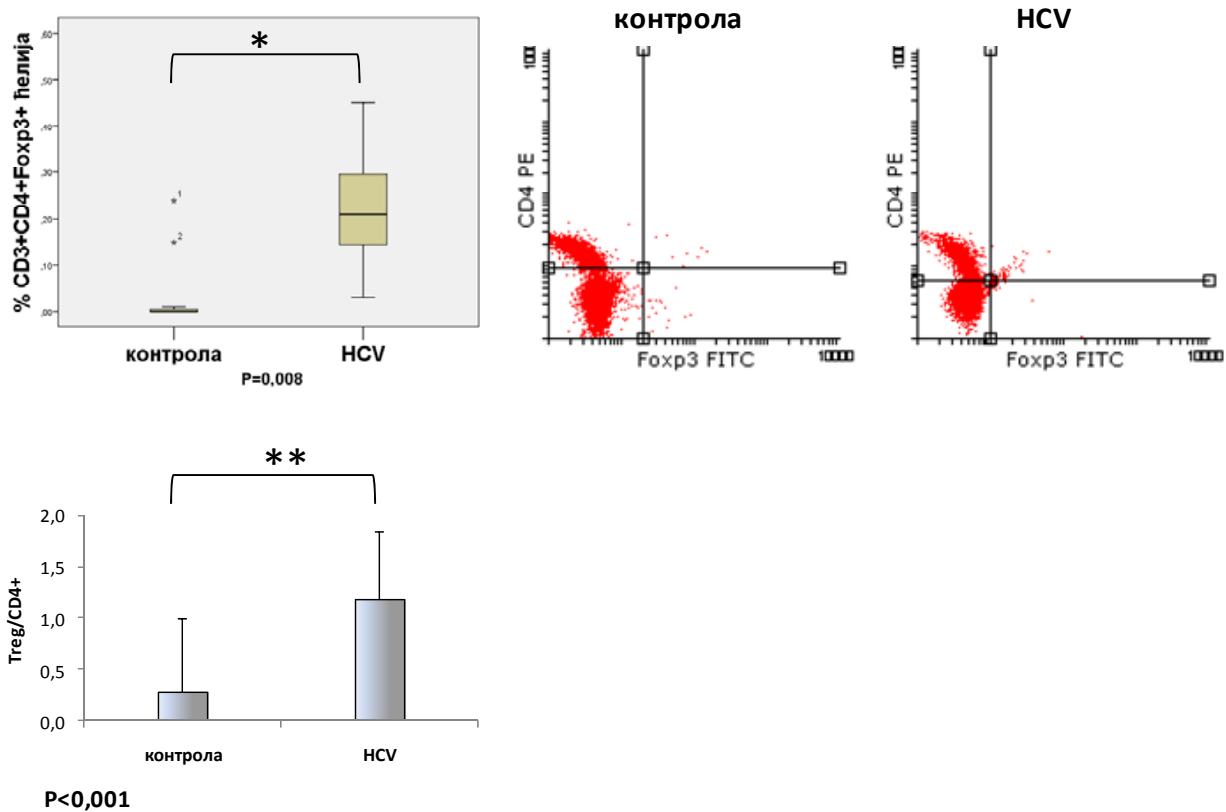 *
% CD3+CD4+Foxp3+ ћелија
,60
,50
,40
,30
,20
,10
,00
*1
*2
контрола HCV
P=0,008
контрола
CD4 PE
Foxp3 FITC
10000
HCV
CD4 PE
Foxp3 FITC
10000
**
Treg/CD4+
2,0
1,5
1,0
0,5
0,0
контрола HCV
P<0,001